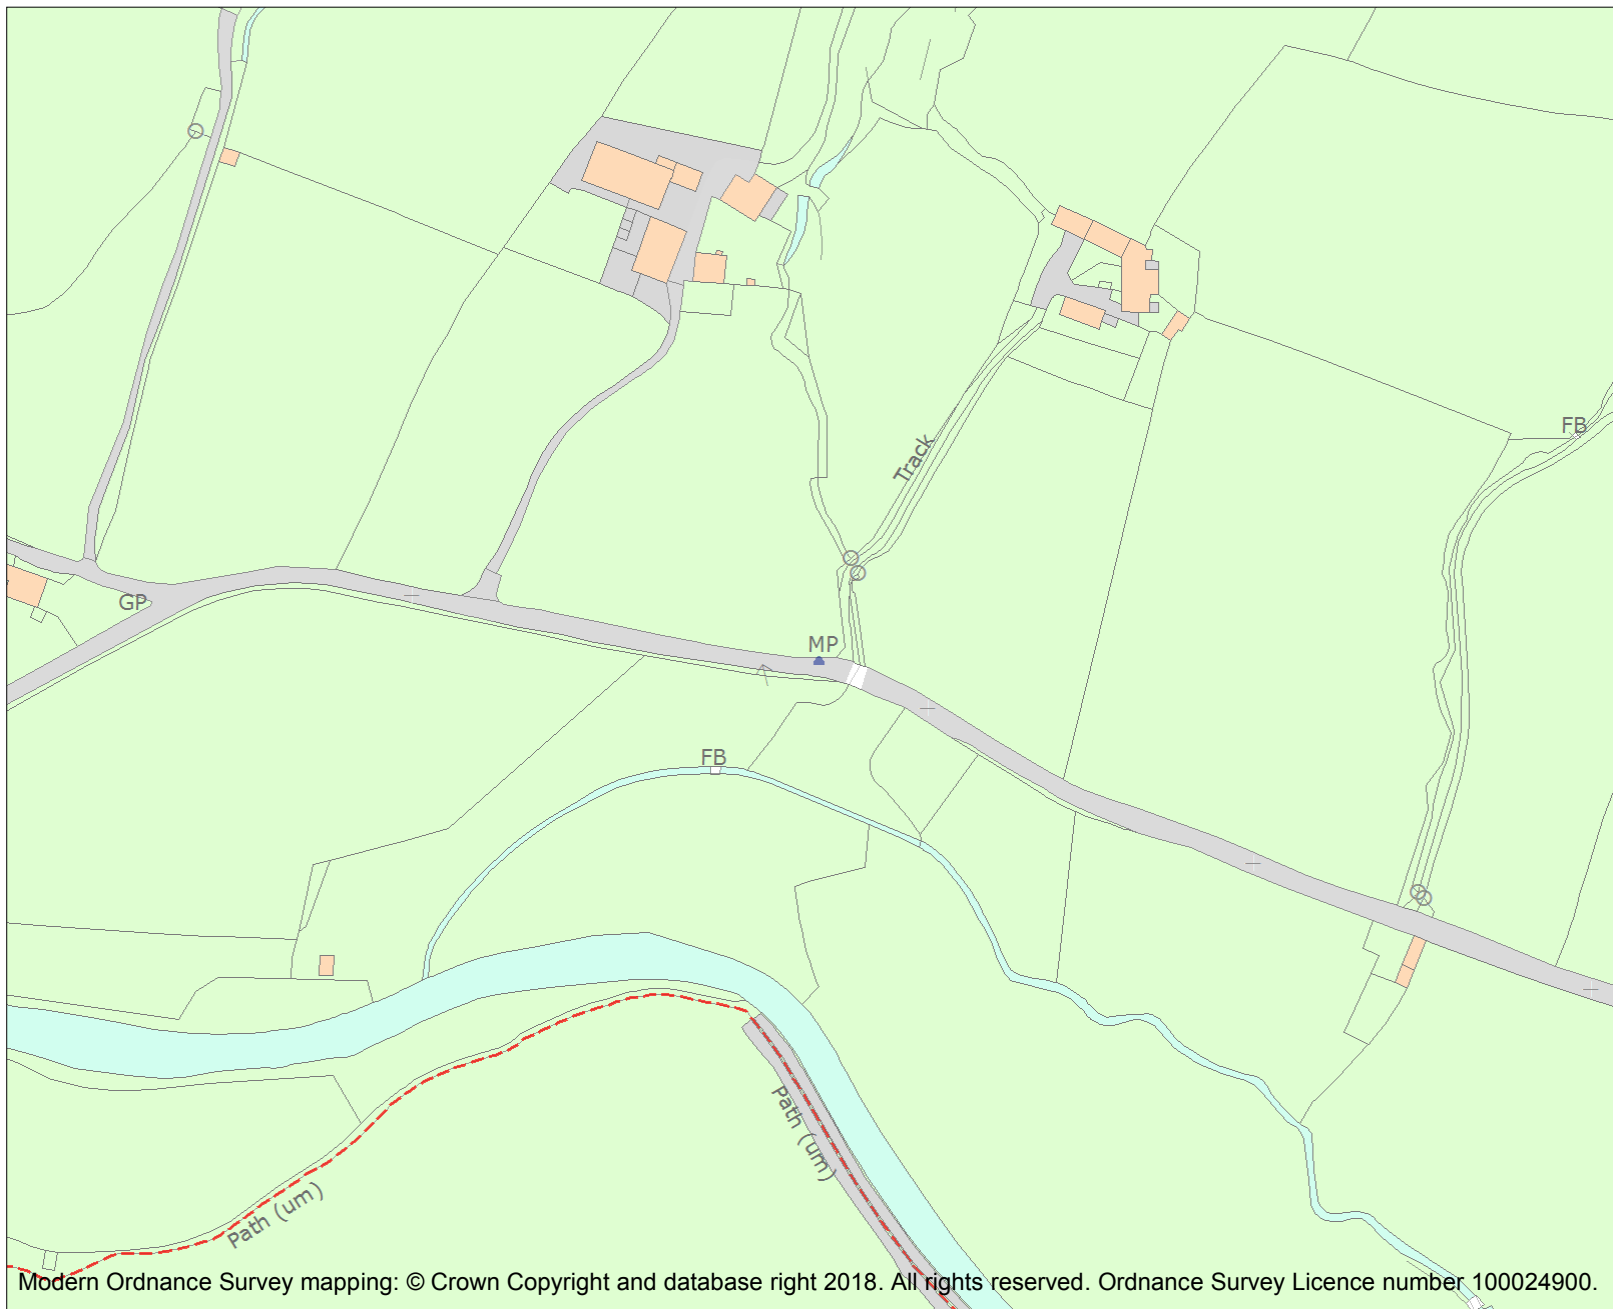 FB
Track
GP
MP
FB
Path (um)
Path (um)
Modern Ordnance Survey mapping: © Crown Copyright and database right 2018. All rights reserved. Ordnance Survey Licence number 100024900.